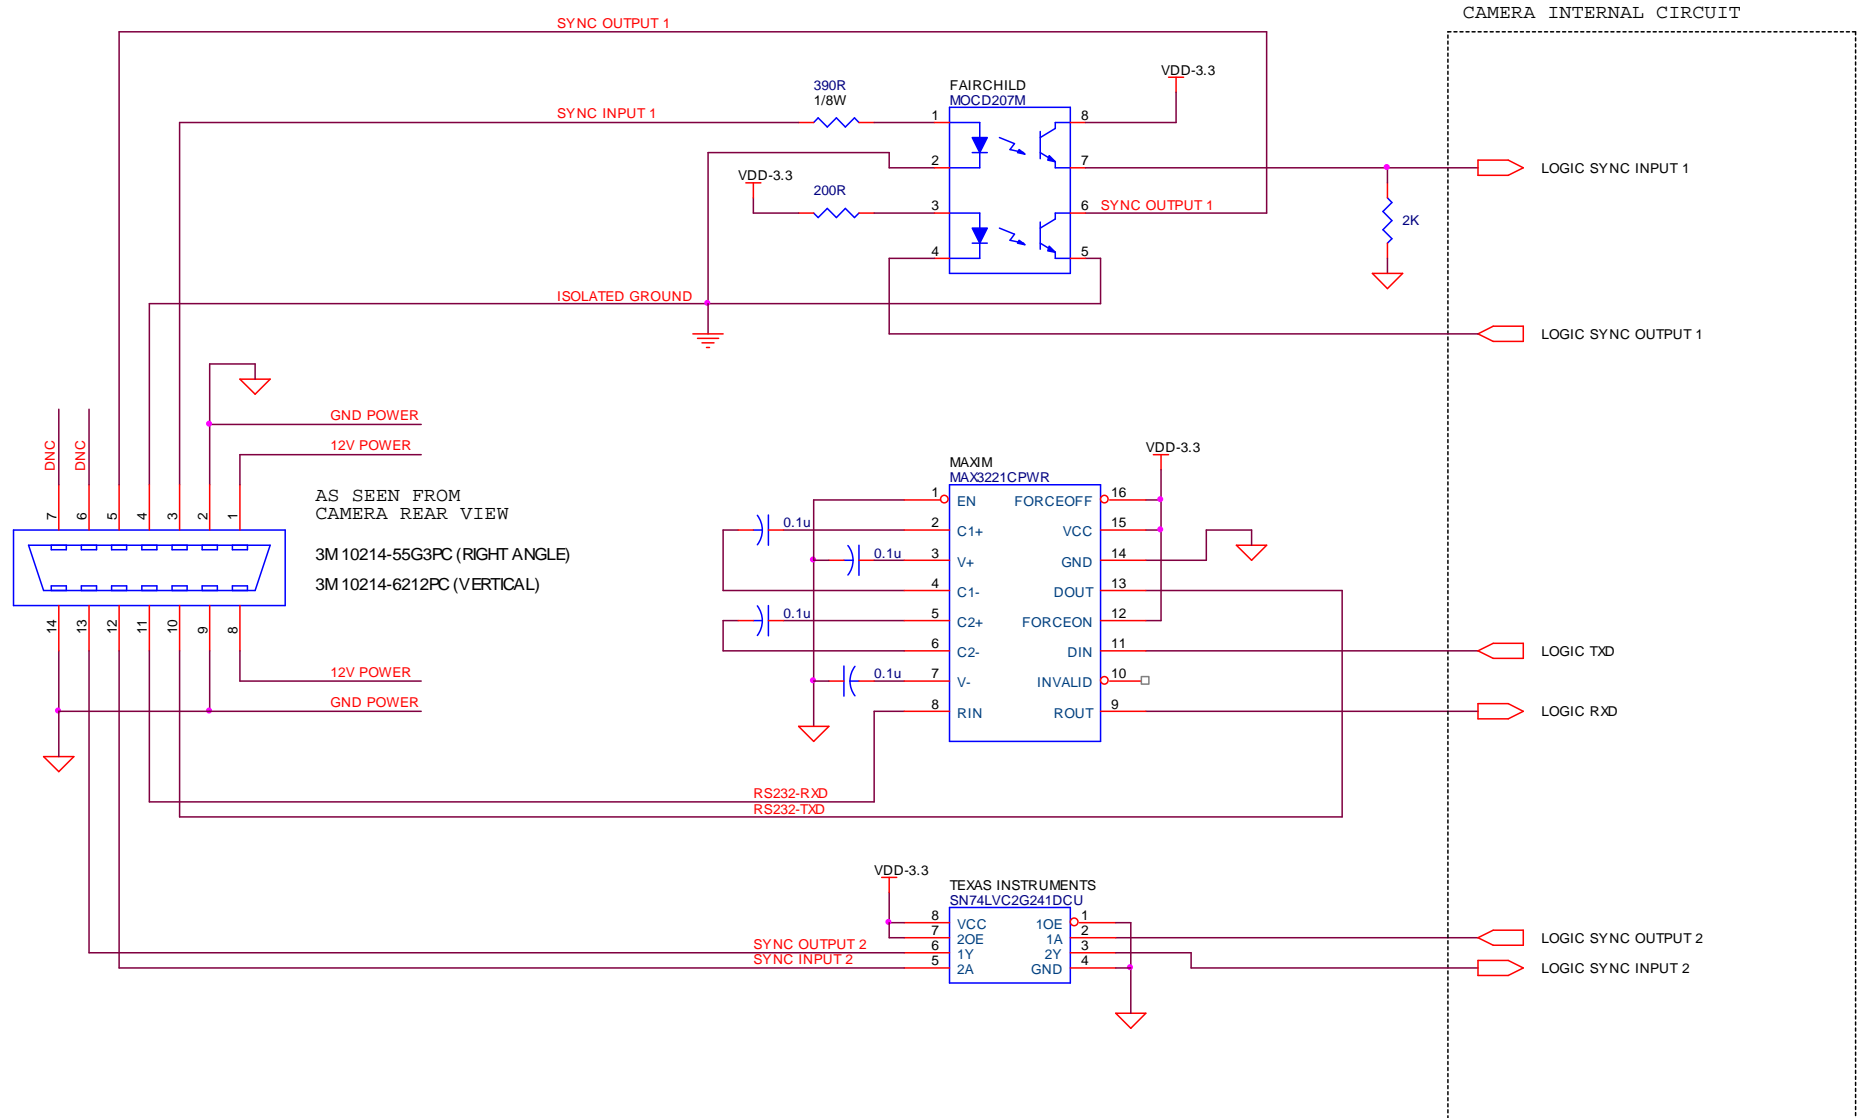 CAMERA INTERNAL CIRCUIT
SYNC OUTPUT 1
VDD-3.3
390R
1/8W
FAIRCHILD
MOCD207M
SYNC INPUT 1
1
8
2
7
LOGIC SYNC INPUT 1
VDD-3.3
200R
3
6
SYNC OUTPUT 1
2K
4
5
ISOLATED GROUND
LOGIC SYNC OUTPUT 1
GND POWER
12V POWER
DNC
DNC
7
6
5
4
3
2
1
AS SEEN FROM
CAMERA REAR VIEW
3M 10214-55G3PC (RIGHT ANGLE)
3M 10214-6212PC (VERTICAL)
14
13
12
11
10
9
8
12V POWER
GND POWER
VDD-3.3
MAXIM
MAX3221CPWR
1
EN
FORCEOFF
16
0.1u
2
C1+
VCC
15
0.1u
3
V+
GND
14
4
C1-
DOUT
13
0.1u
5
C2+
FORCEON
12
6
C2-
DIN
11
LOGIC TXD
0.1u
7
V-
INVALID
10
8
RIN
ROUT
9
LOGIC RXD
RS232-RXD
RS232-TXD
VDD-3.3
TEXAS INSTRUMENTS
SN74LVC2G241DCU
8
VCC
1OE
1
7
2OE
1A
2
LOGIC SYNC OUTPUT 2
SYNC OUTPUT 2
6
1Y
2Y
3
SYNC INPUT 2
5
2A
GND
4
LOGIC SYNC INPUT 2